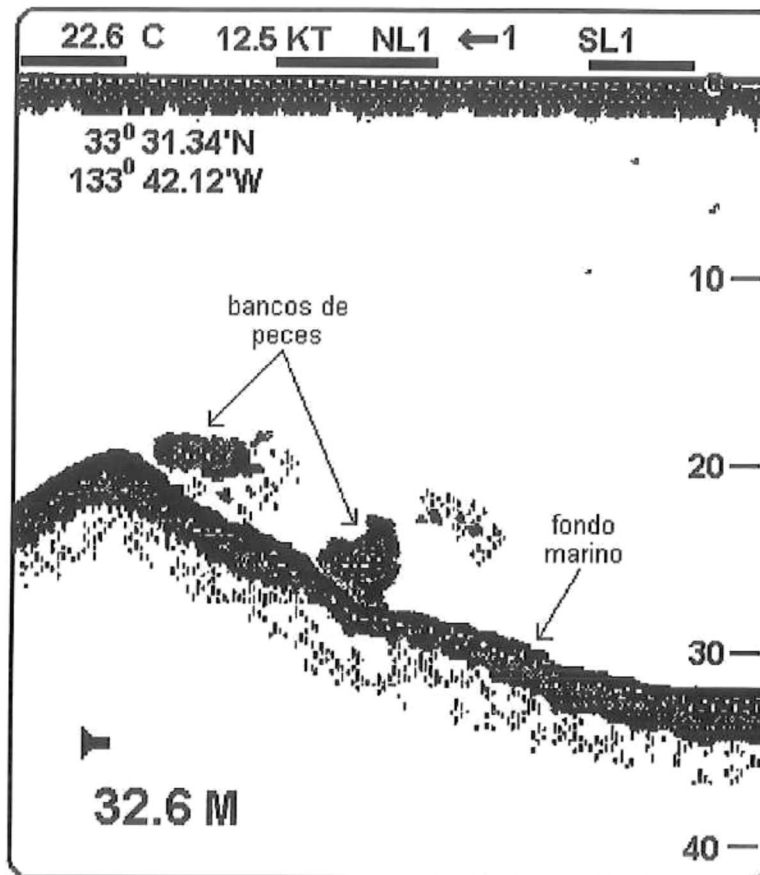 22.6 C 12.5 KT NL1 ←1 SL1
0
33⁰ 31.34'N
133⁰ 42.12'W
10
bancos de
peces
20
fondo
marino
30
32.6 M
40